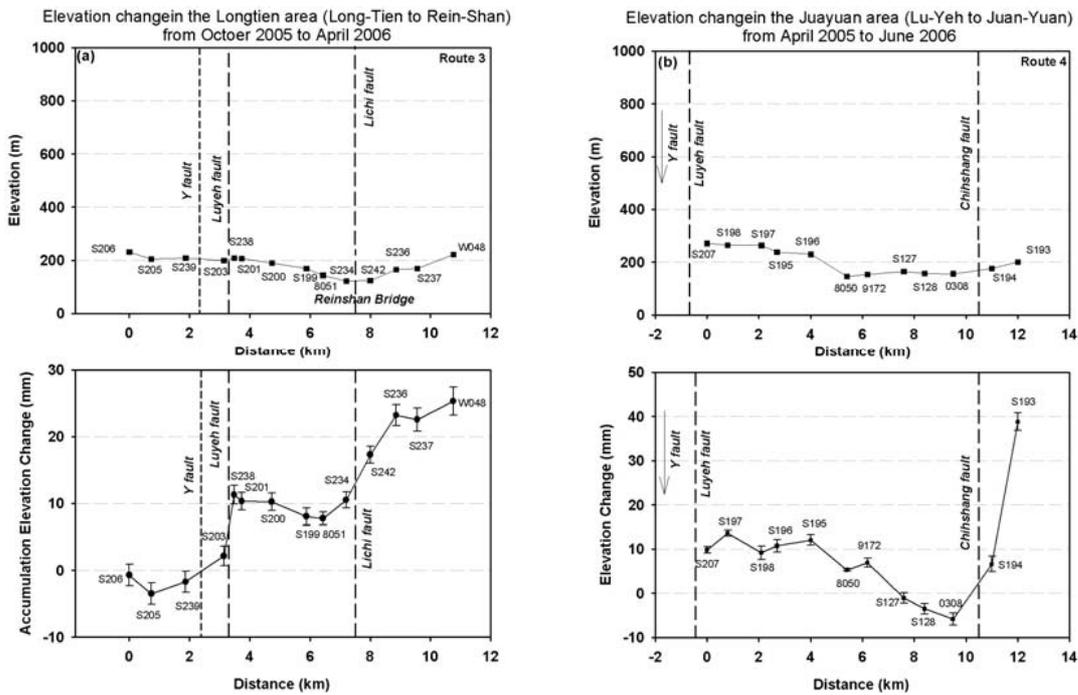 Elevation changein the Longtien area (Long-Tien to Rein-Shan)
from Octoer 2005 to April 2006
(a)
Route 3
Elevation (m)
1000
800
600
400
200
0
Y fault
Luyeh fault
Lichi fault
S206
S205
S239
S203
S238
S201
S200
S199
8051
S234
S242
S236
S237
W048
Reinshan Bridge
0 2 4 6 8 10 12
Distance (km)
Accumulation Elevation Change (mm)
30
20
10
0
-10
Y fault
Luyeh fault
Lichi fault
S206
S205
S239
S203
S238
S201
S200
S199
8051
S234
S242
S236
S237
W048
0 2 4 6 8 10 12
Distance (km)
Elevation changein the Juayuan area (Lu-Yeh to Juan-Yuan)
from April 2005 to June 2006
(b)
Route 4
Elevation (m)
1000
800
600
400
200
0
Y fault
Luyeh fault
Chihshang fault
S207
S198
S197
S195
S196
8050
9172
S127
S128
0308
S194
S193
-2 0 2 4 6 8 10 12 14
Distance (km)
Elevation Change (mm)
50
40
30
20
10
0
-10
Y fault
Luyeh fault
Chihshang fault
S207
S197
S198
S196
S195
8050
9172
S127
S128
0308
S194
S193
-2 0 2 4 6 8 10 12 14
Distance (km)